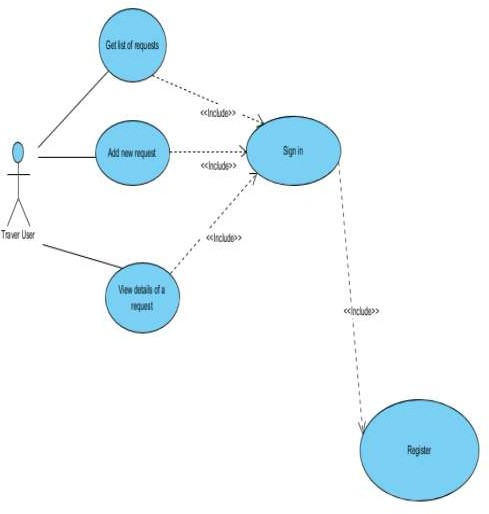 Get list of requests
<<Include>>
Add new request
<<Include>>
Sign in
Traver User
<<Include>>
View details of a
request
<<Include>>
Register